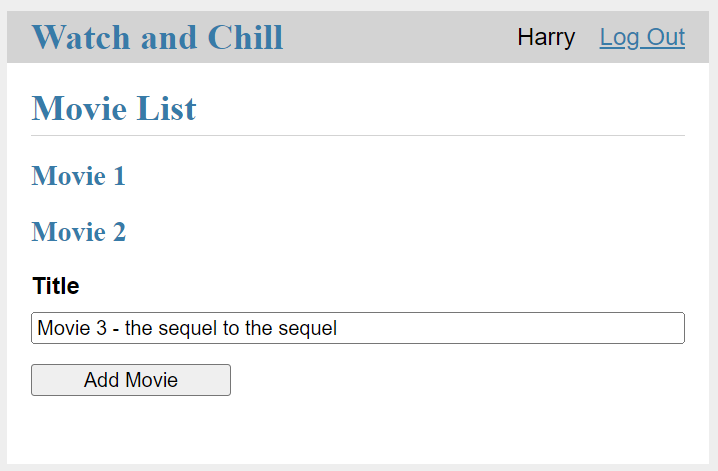 Watch and Chill Harry Log Out
Movie List
Movie 1
Movie 2
Title
Movie 3 - the sequel to the sequel
Add Movie